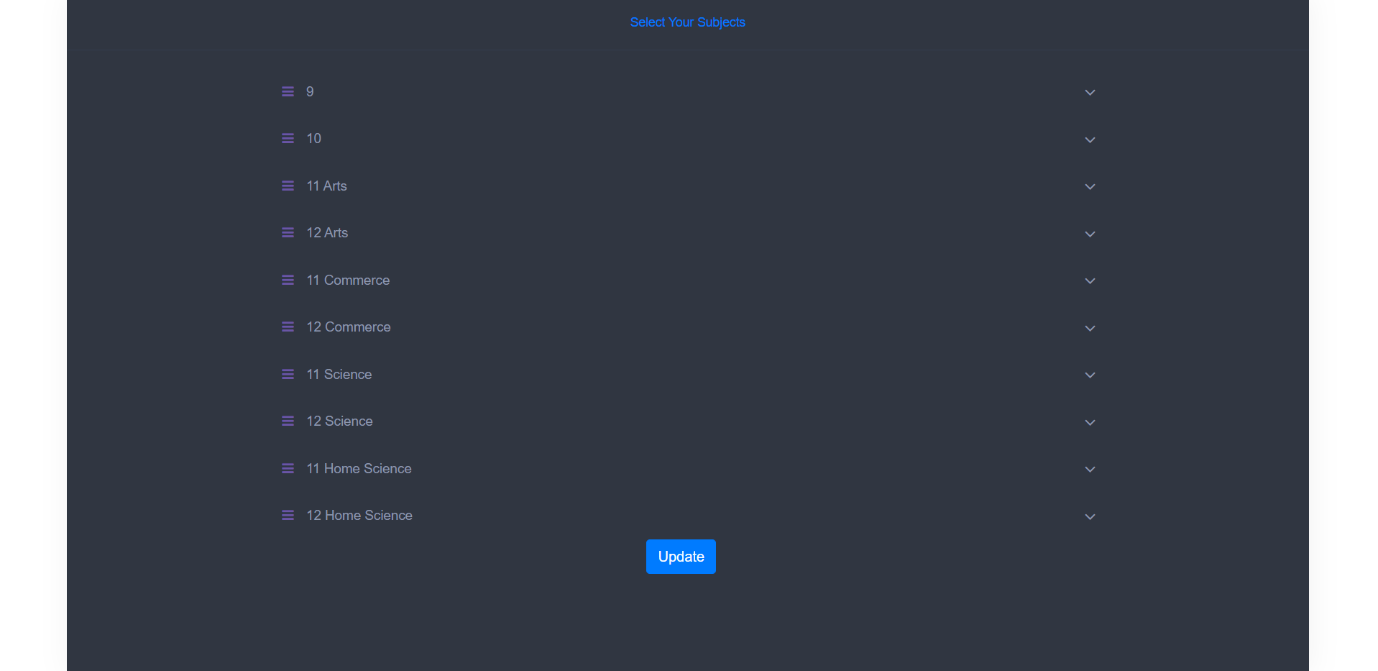 Select Your Subjects
9
10
11 Arts
12 Arts
11 Commerce
12 Commerce
11 Science
12 Science
11 Home Science
12 Home Science
Update